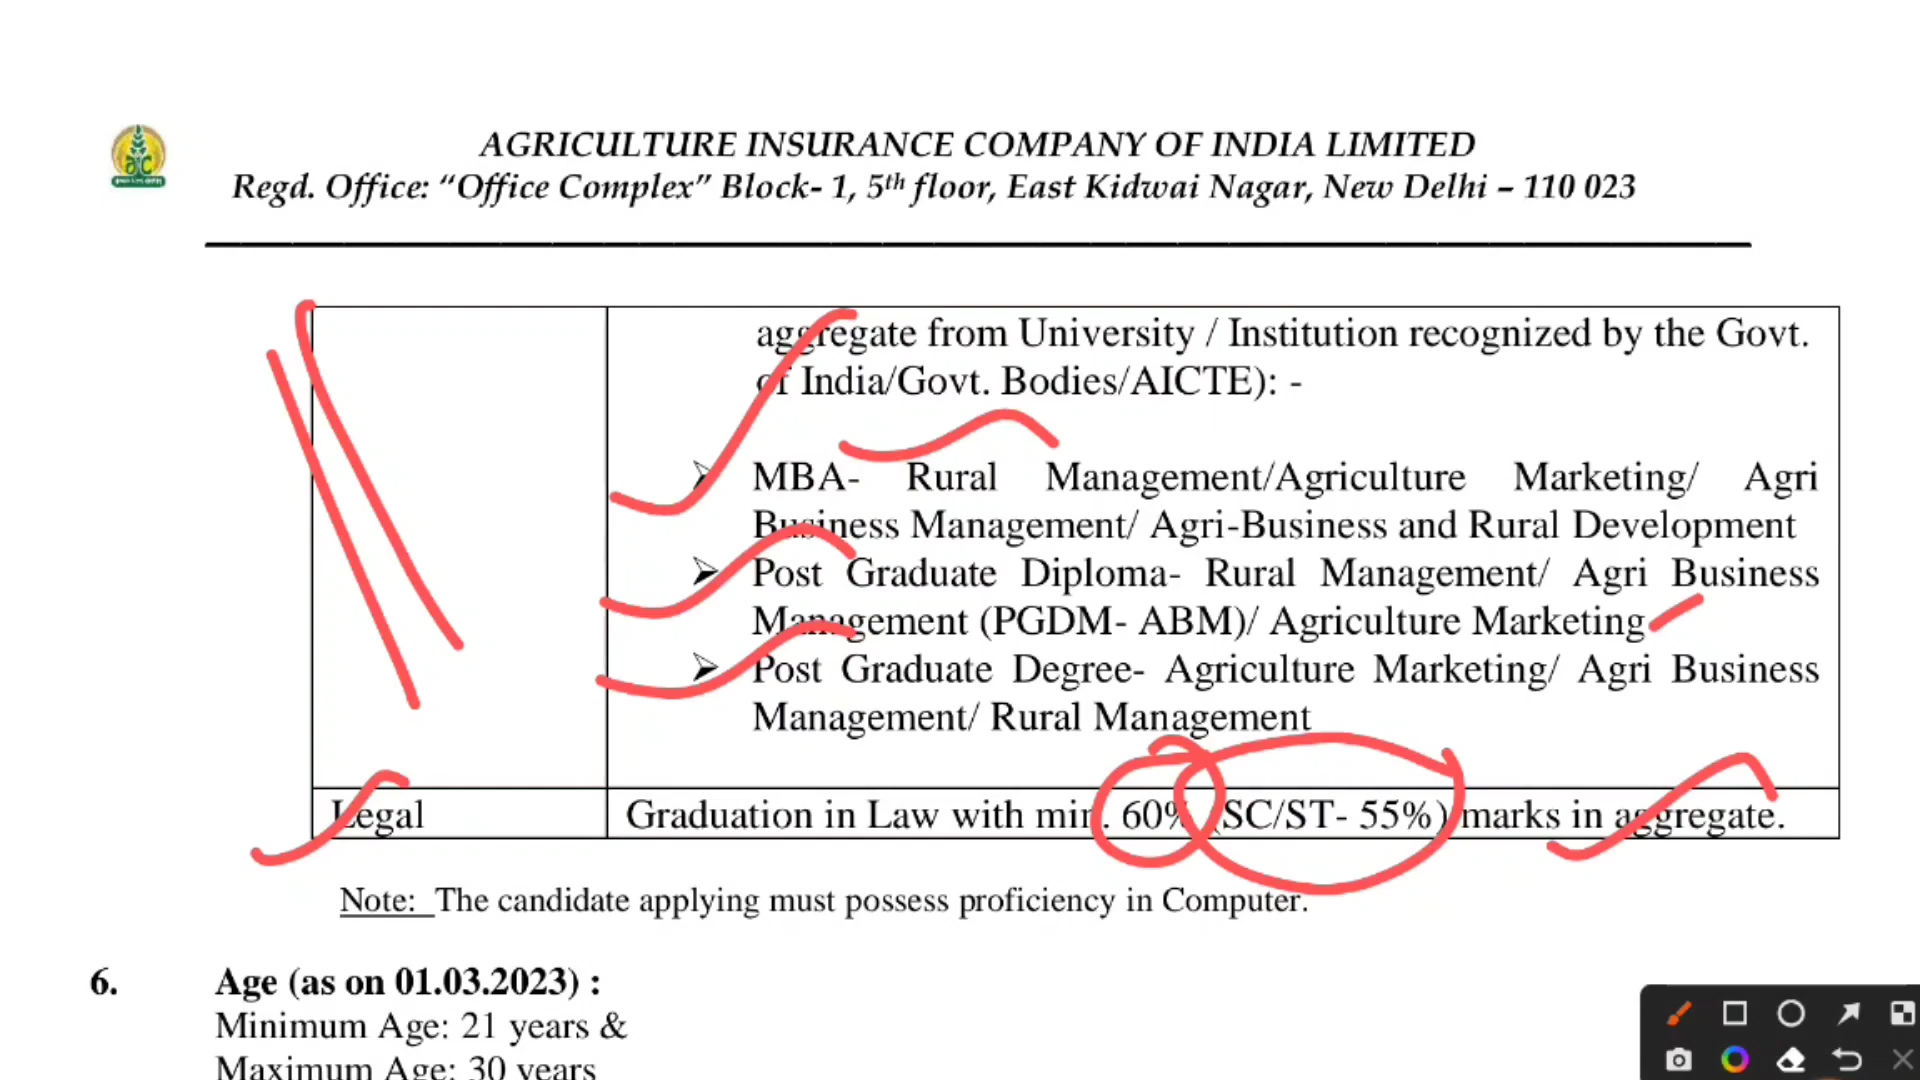 AGRICULTURE INSURANCE COMPANY OF INDIA LIMITED
Regd. Office: “Office Complex” Block- 1, 5th floor, East Kidwai Nagar, New Delhi – 110 023
aggregate from University / Institution recognized by the Govt.
of India/Govt. Bodies/AICTE): -
➢ MBA- Rural Management/Agriculture Marketing/ Agri
Business Management/ Agri-Business and Rural Development
➢ Post Graduate Diploma- Rural Management/ Agri Business
Management (PGDM- ABM)/ Agriculture Marketing
➢ Post Graduate Degree- Agriculture Marketing/ Agri Business
Management/ Rural Management
Legal Graduation in Law with min. 60% (SC/ST- 55%) marks in aggregate.
Note: The candidate applying must possess proficiency in Computer.
6. Age (as on 01.03.2023) :
Minimum Age: 21 years &
Maximum Age: 30 years